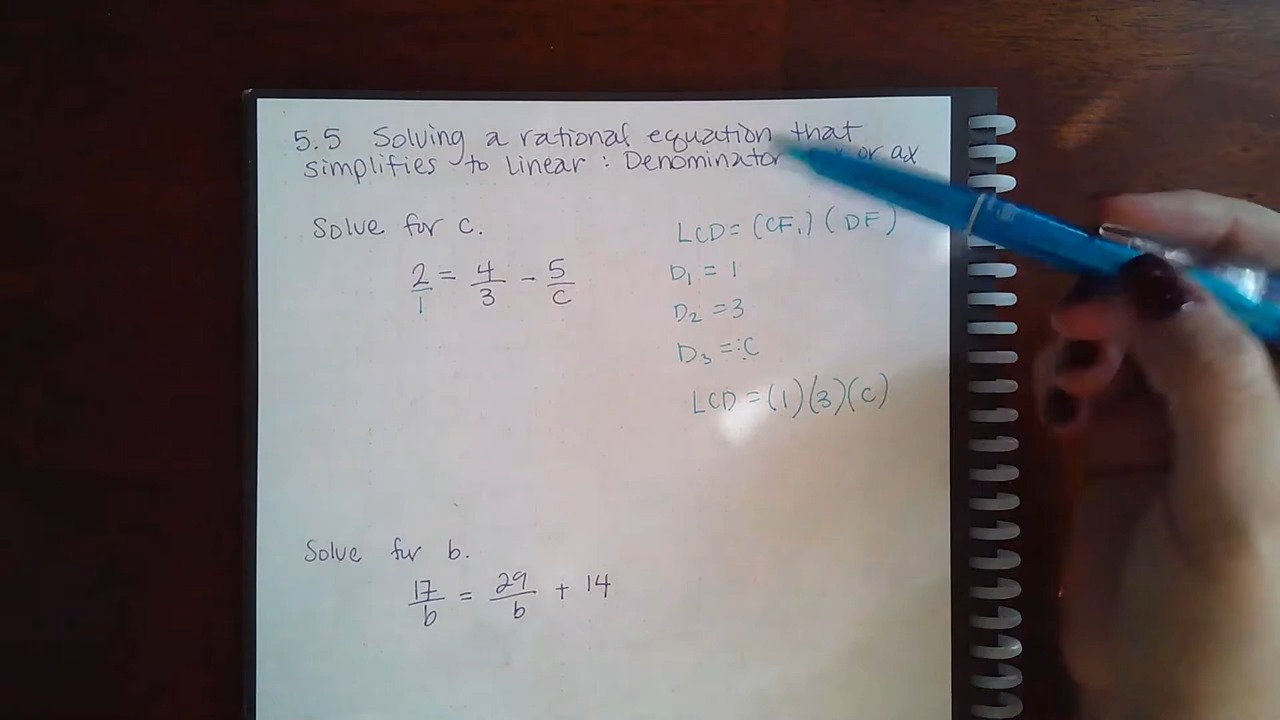 5.5 Solving a rational equation that
simplifies to linear: Denominator or ax
Solve for c.
2/1 = 4/3 - 5/c
LCD = (CF,) (DF)
D1 = 1
D2 = 3
D3 = :C
LCD = (1)(3)(C)
Solve for b.
17/b = 29/b + 14